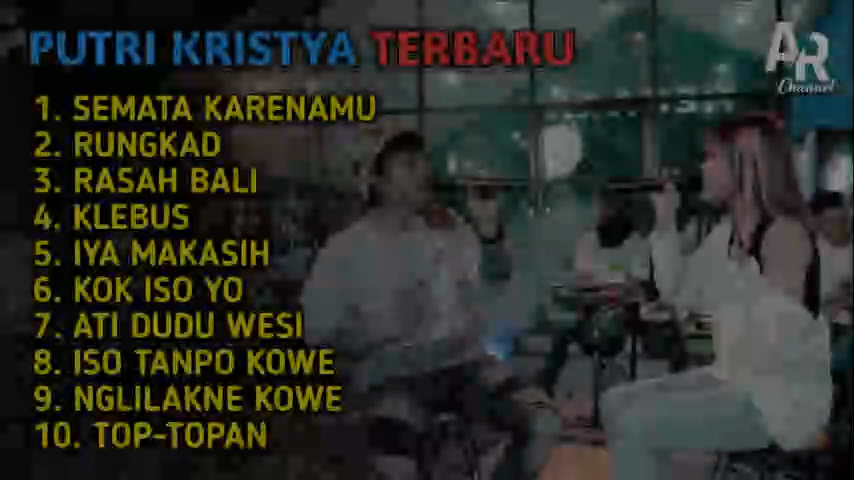 PUTRI KRISTYA TERBARU
AR
Channel
1. SEMATA KARENAMU
2. RUNGKAD
3. RASAH BALI
4. KLEBUS
5. IYA MAKASIH
6. KOK ISO YO
7. ATI DUDU WESI
8. ISO TANPO KOWE
9. NGLILAKNE KOWE
10. TOP-TOPAN